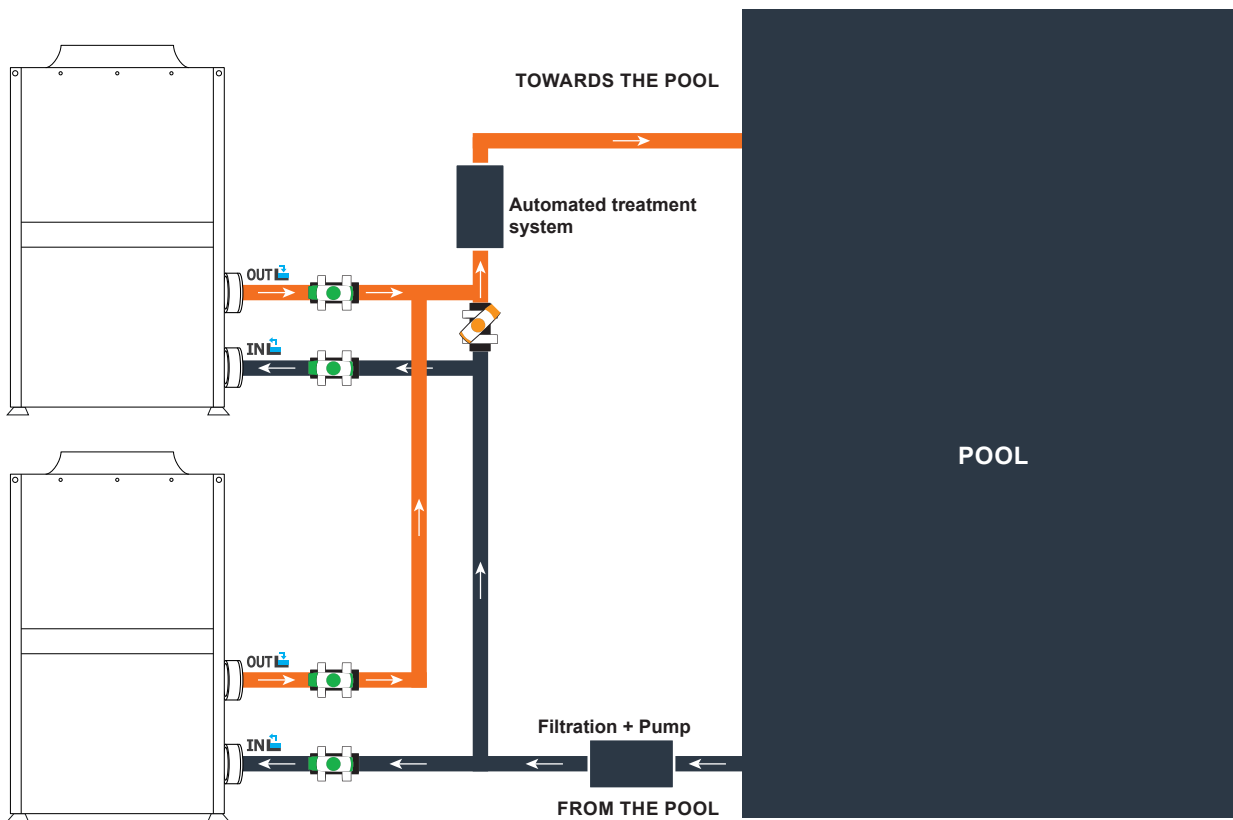 TOWARDS THE POOL
Automated treatment
system
OUT
IN
POOL
OUT
Filtration + Pump
IN
FROM THE POOL